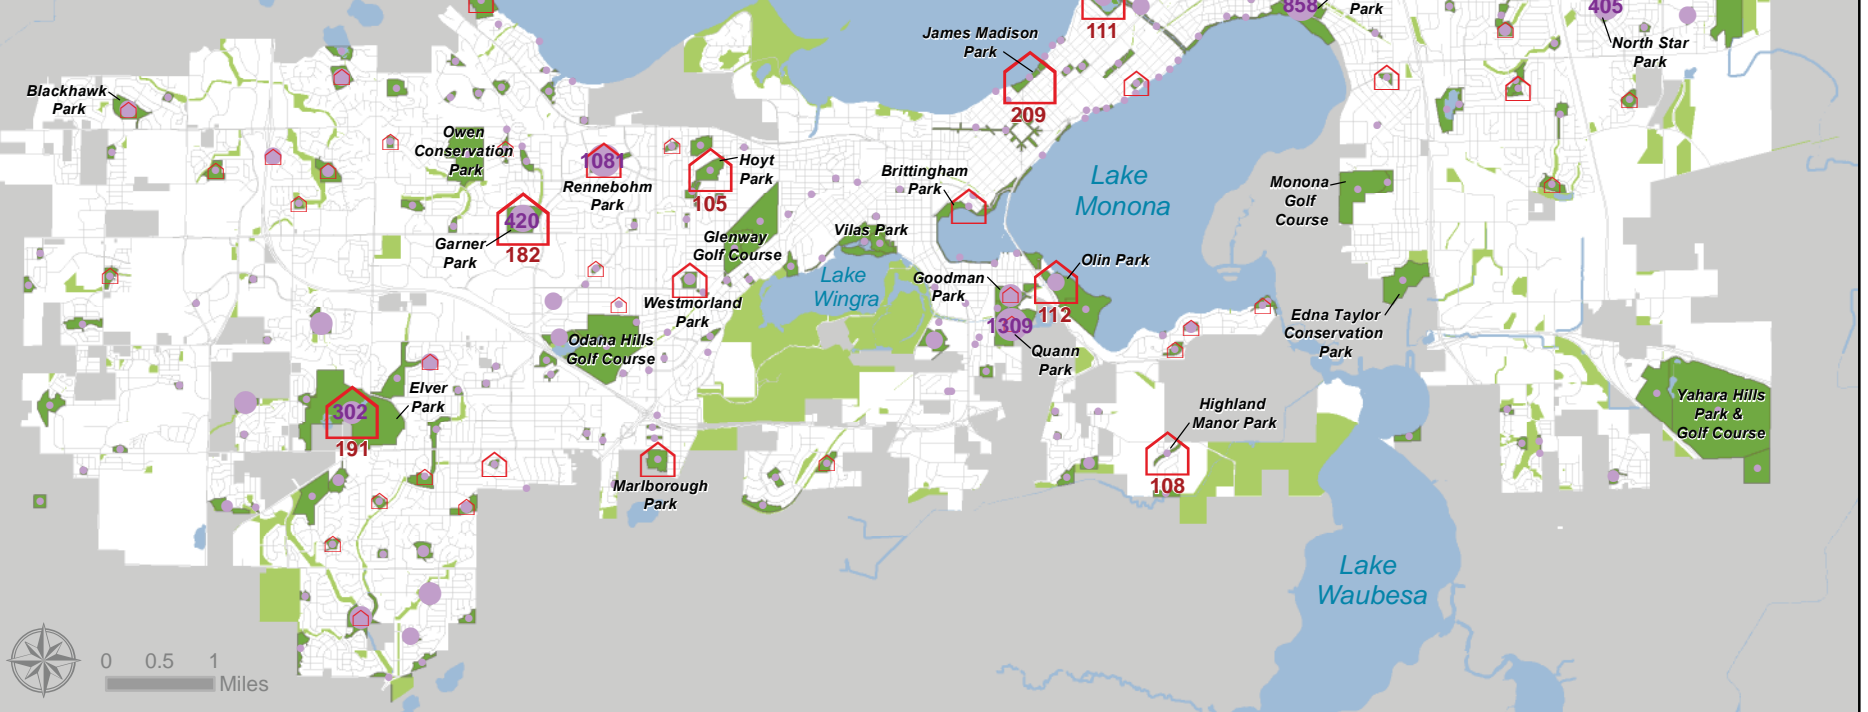 858
Park
405
North Star
Park
James Madison
Park
111
209
Blackhawk
Park
Owen
Conservation
Park
1081
Rennebohm
Park
Hoyt
Park
105
Brittingham
Park
Lake
Monona
Monona
Golf
Course
420
Garner
Park
182
Glenway
Golf Course
Vilas Park
Lake
Wingra
Goodman
Park
Olin Park
112
1309
Quann
Park
Westmorland
Park
Edna Taylor
Conservation
Park
Odana Hills
Golf Course
302
191
Elver
Park
Highland
Manor Park
108
Yahara Hills
Park &
Golf Course
Marlborough
Park
Lake
Waubesa
0 0.5 1
Miles